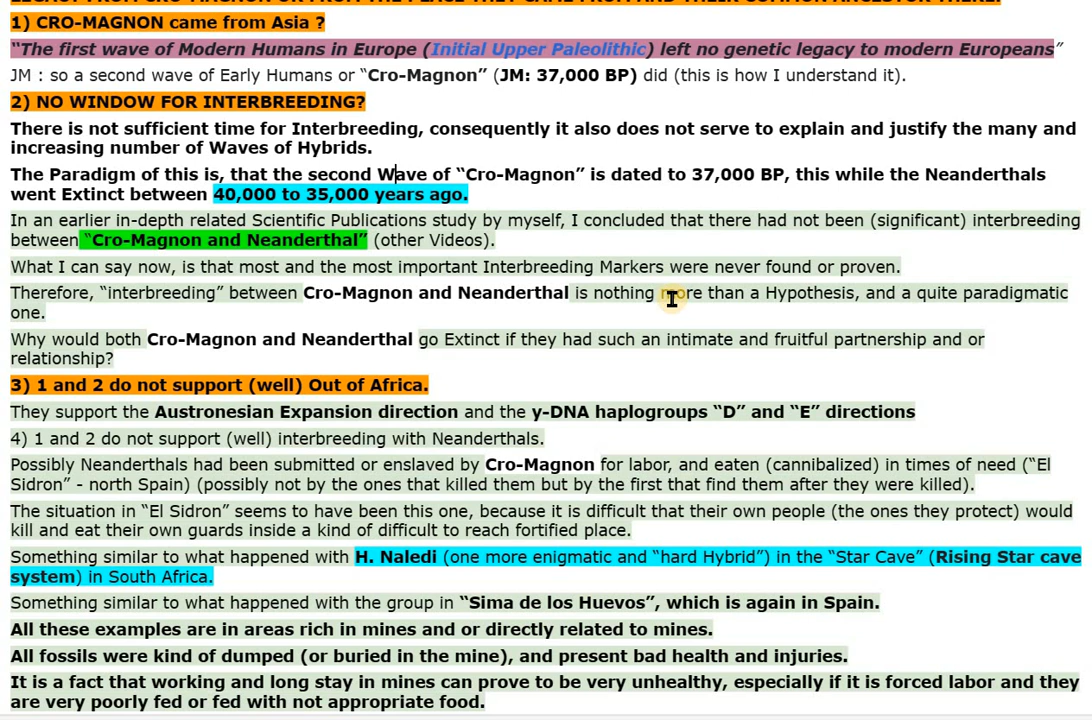 LEGACY FROM CRO-MAGNON OR FROM THE PLACE THEY CAME FROM AND THEIR COMMON ANCESTOR THERE.
1) CRO-MAGNON came from Asia ?
“The first wave of Modern Humans in Europe (Initial Upper Paleolithic) left no genetic legacy to modern Europeans”
JM : so a second wave of Early Humans or “Cro-Magnon” (JM: 37,000 BP) did (this is how I understand it).
2) NO WINDOW FOR INTERBREEDING?
There is not sufficient time for Interbreeding, consequently it also does not serve to explain and justify the many and
increasing number of Waves of Hybrids.
The Paradigm of this is, that the second Wave of “Cro-Magnon” is dated to 37,000 BP, this while the Neanderthals
went Extinct between 40,000 to 35,000 years ago.
In an earlier in-depth related Scientific Publications study by myself, I concluded that there had not been (significant) interbreeding
between “Cro-Magnon and Neanderthal” (other Videos).
What I can say now, is that most and the most important Interbreeding Markers were never found or proven.
Therefore, “interbreeding” between Cro-Magnon and Neanderthal is nothing more than a Hypothesis, and a quite paradigmatic
one.
Why would both Cro-Magnon and Neanderthal go Extinct if they had such an intimate and fruitful partnership and or
relationship?
3) 1 and 2 do not support (well) Out of Africa.
They support the Austronesian Expansion direction and the y-DNA haplogroups “D” and “E” directions
4) 1 and 2 do not support (well) interbreeding with Neanderthals.
Possibly Neanderthals had been submitted or enslaved by Cro-Magnon for labor, and eaten (cannibalized) in times of need (“El
Sidron” - north Spain) (possibly not by the ones that killed them but by the first that find them after they were killed).
The situation in “El Sidron” seems to have been this one, because it is difficult that their own people (the ones they protect) would
kill and eat their own guards inside a kind of difficult to reach fortified place.
Something similar to what happened with H. Naledi (one more enigmatic and “hard Hybrid”) in the “Star Cave” (Rising Star cave
system) in South Africa.
Something similar to what happened with the group in “Sima de los Huevos”, which is again in Spain.
All these examples are in areas rich in mines and or directly related to mines.
All fossils were kind of dumped (or buried in the mine), and present bad health and injuries.
It is a fact that working and long stay in mines can prove to be very unhealthy, especially if it is forced labor and they
are very poorly fed or fed with not appropriate food.